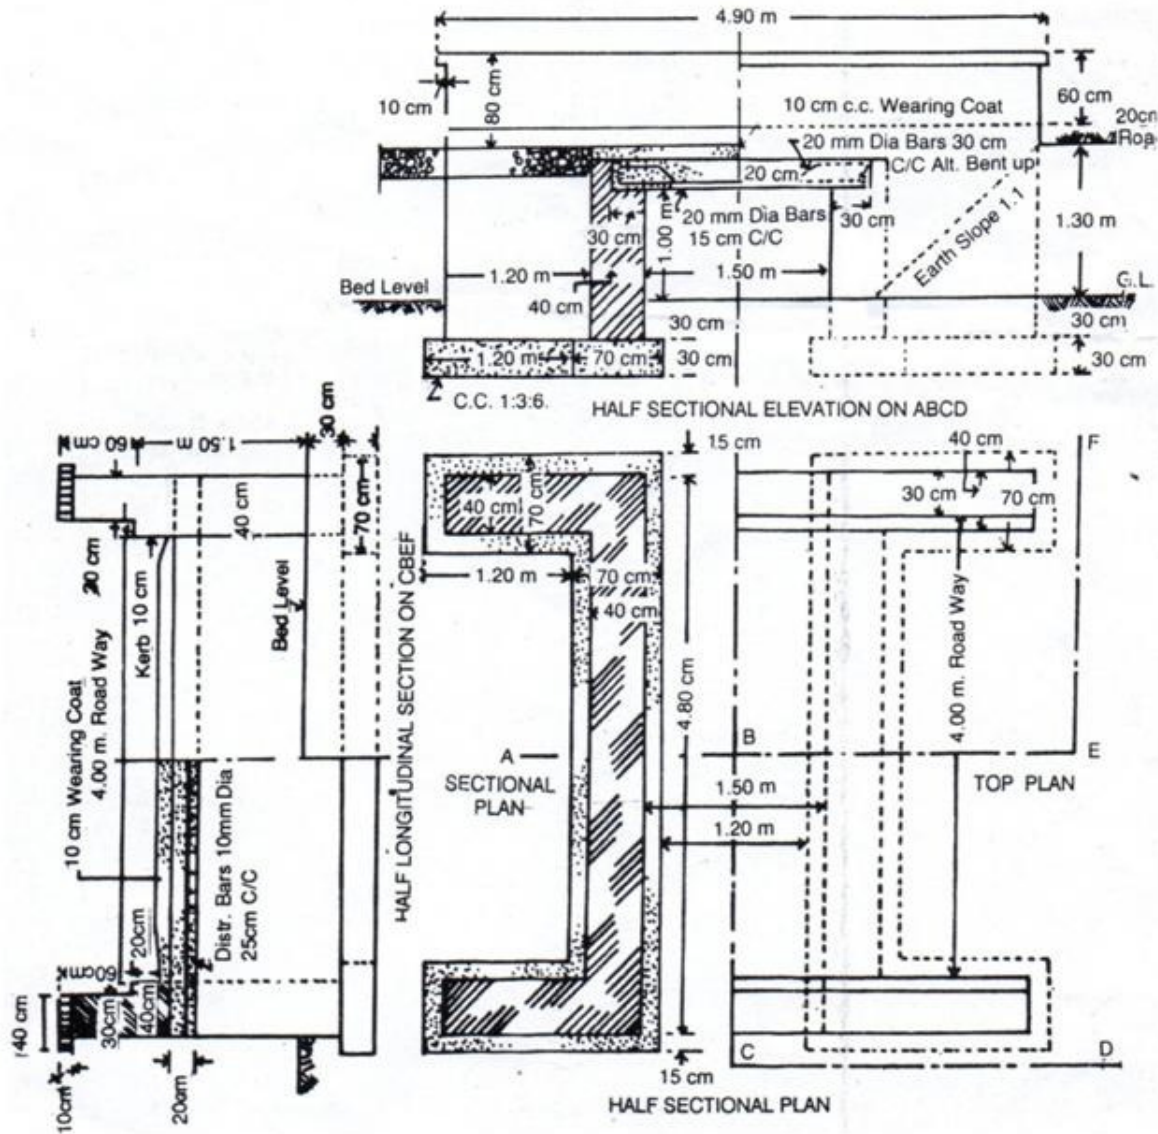 4.90 m
10 cm
80 cm
10 cm c.c. Wearing Coat
60 cm
20cm
Roa
20 mm Dia Bars 30 cm
C/C Alt. Bent up
20 cm
20 mm Dia Bars
15 cm C/C
30 cm
30 cm
1.00 m
Earth Slope 1.1
1.30 m
Bed Level
1.20 m
1.50 m
40 cm
G.L.
30 cm
30 cm
1.20 m
70 cm
30 cm
30 cm
C.C. 1:3:6.
HALF SECTIONAL ELEVATION ON ABCD
60 cm
1.50 m
30 cm
40 cm
70 cm
20 cm
Kerb 10 cm
Bed Level
4.00 m. Road Way
10 cm Wearing Coat
Distr. Bars 10mm Dia
25cm C/C
20cm
60cm
40 cm
30cm
40cm
10cm
20cm
HALF LONGITUDINAL SECTION ON CBEF
15 cm
40 cm
70 cm
1.20 m
70 cm
40 cm
4.80 cm
A
SECTIONAL
PLAN
40 cm
F
30 cm
70 cm
4.00 m. Road Way
B
E
TOP PLAN
1.50 m
1.20 m
C
D
15 cm
HALF SECTIONAL PLAN